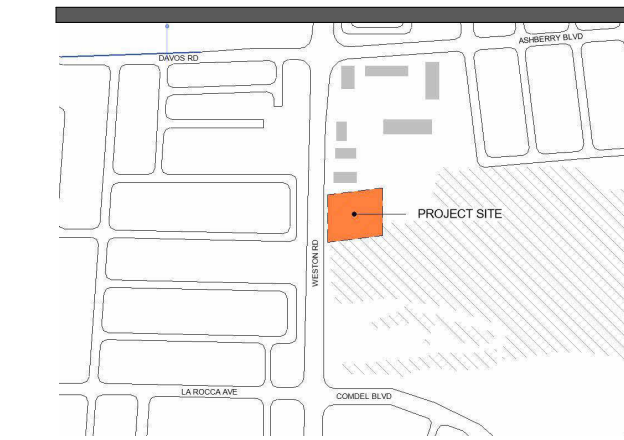 ASHBERRY BLVD
DAVOS RD
PROJECT SITE
WESTON RD
LA ROCCA AVE
COMDEL BLVD